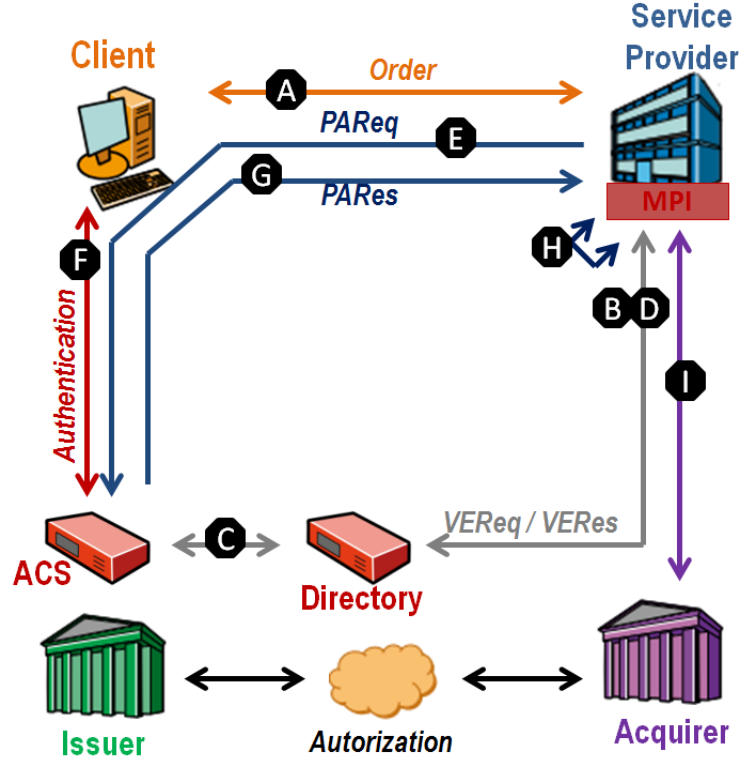 Client
Service
Provider
A
Order
PAReq
E
G
PARes
MPI
H
F
B D
Authentication
I
VEReq / VERes
C
ACS
Directory
Issuer
Autorization
Acquirer